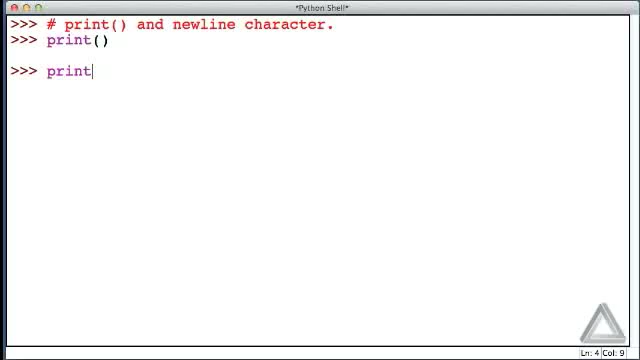 *Python Shell*
>>> # print() and newline character.
>>> print()
>>> print
Ln: 4 Col: 9